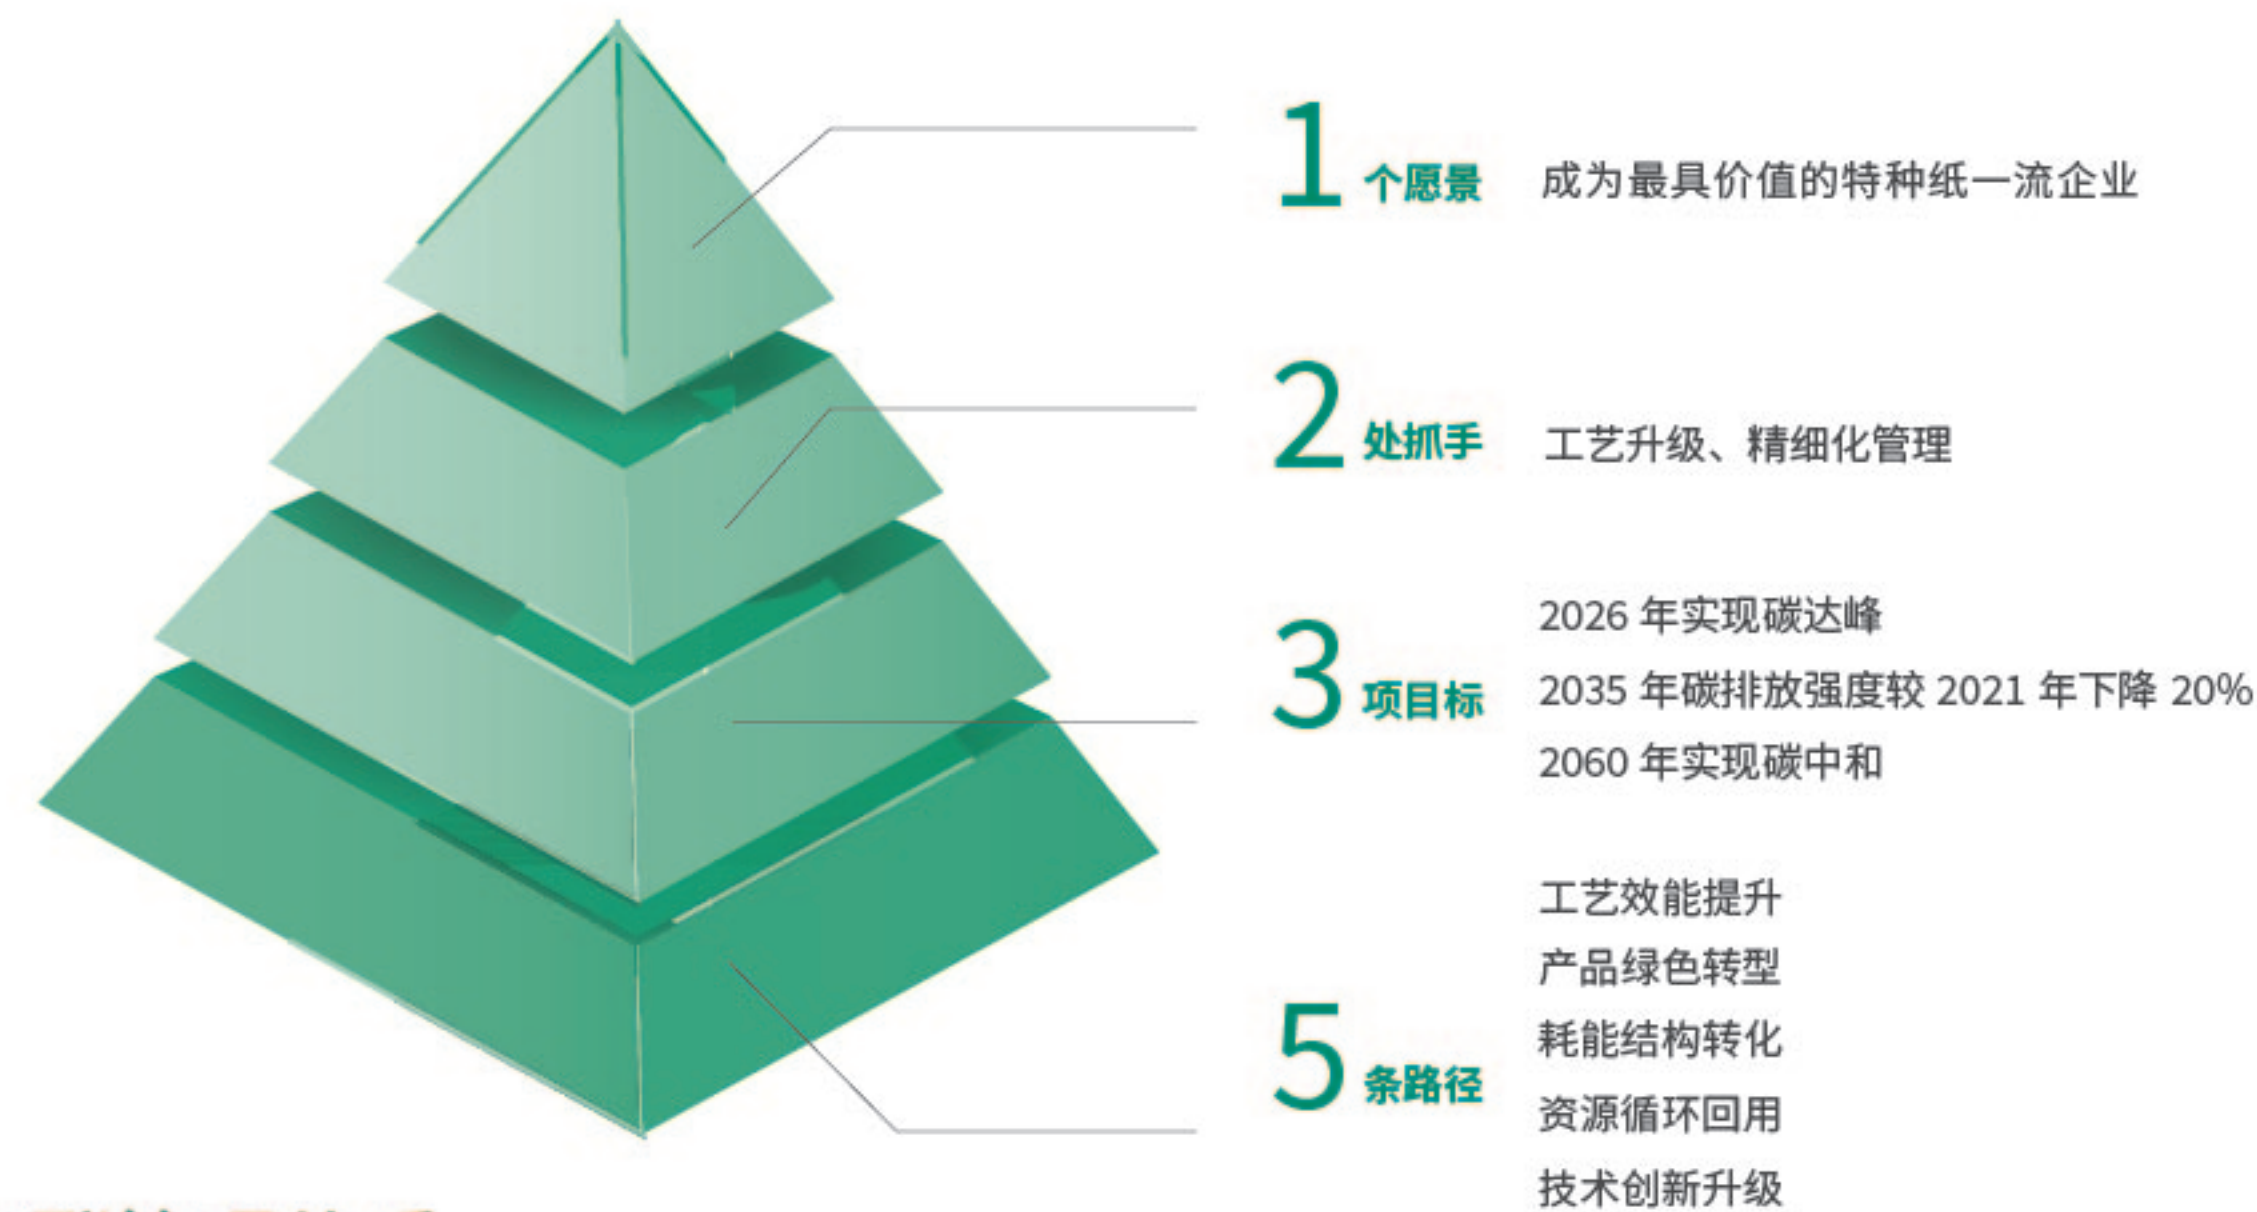 1个愿景 成为最具价值的特种纸一流企业
2处抓手 工艺升级、精细化管理
3项目标
2026 年实现碳达峰
2035 年碳排放强度较 2021 年下降 20%
2060 年实现碳中和
5条路径
工艺效能提升
产品绿色转型
耗能结构转化
资源循环回用
技术创新升级